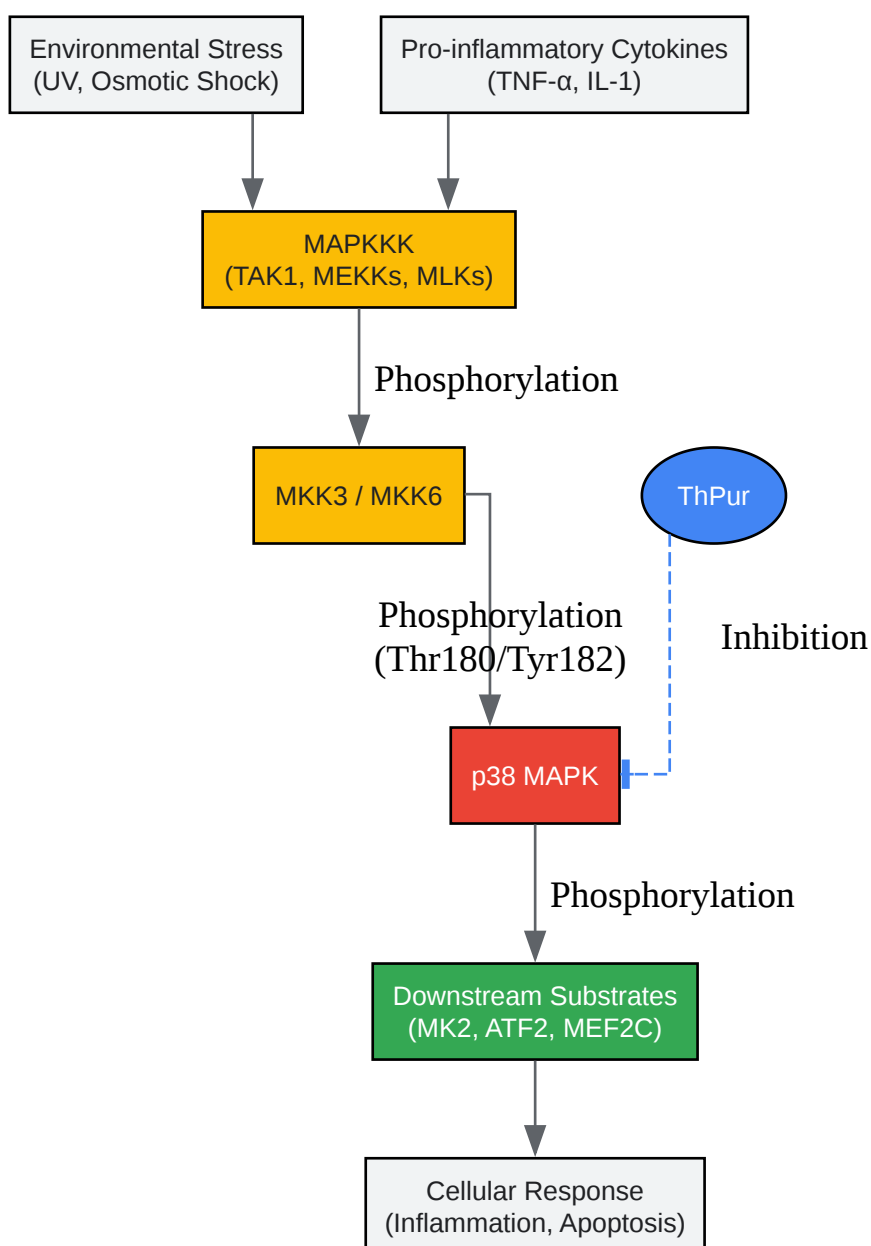 Environmental Stress
(UV, Osmotic Shock)
Pro-inflammatory Cytokines
(TNF-α, IL-1)
MAPKKK
(TAK1, MEKKs, MLKs)
Phosphorylation
MKK3 / MKK6
ThPur
Phosphorylation
(Thr180/Tyr182)
Inhibition
p38 MAPK
Phosphorylation
Downstream Substrates
(MK2, ATF2, MEF2C)
Cellular Response
(Inflammation, Apoptosis)